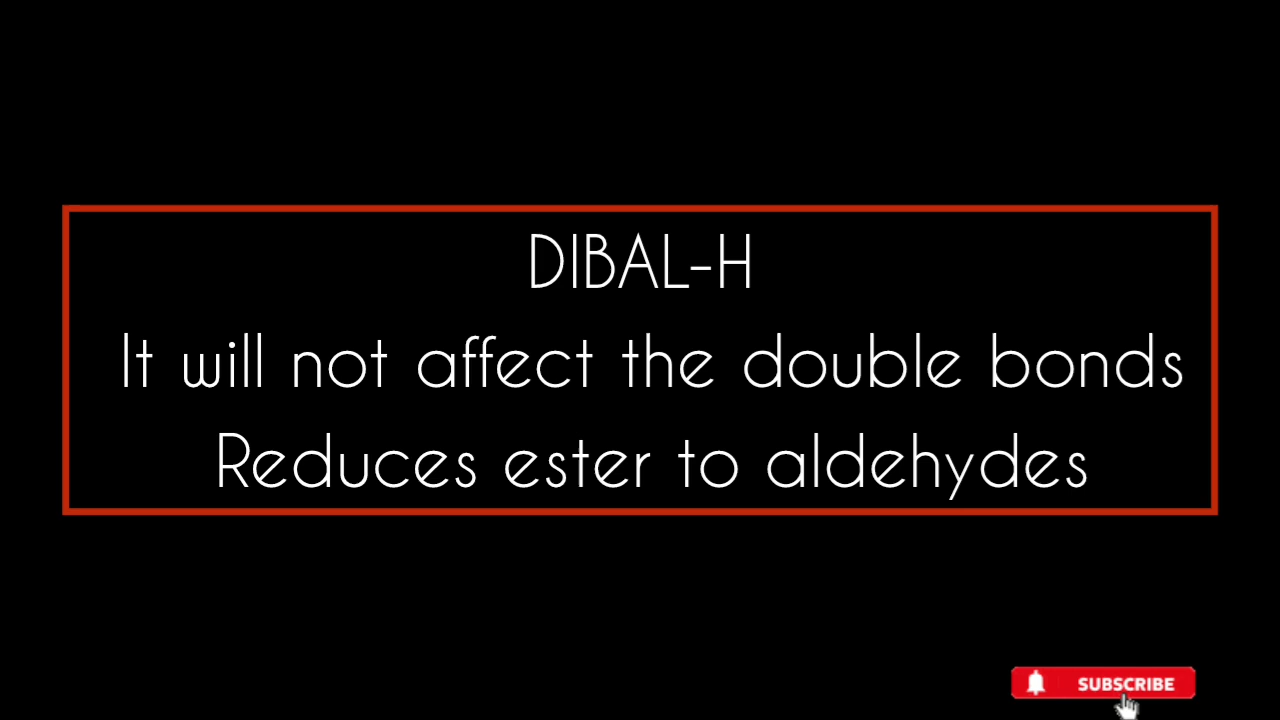 DIBAL-H
It will not affect the double bonds
Reduces ester to aldehydes
SUBSCRIBE